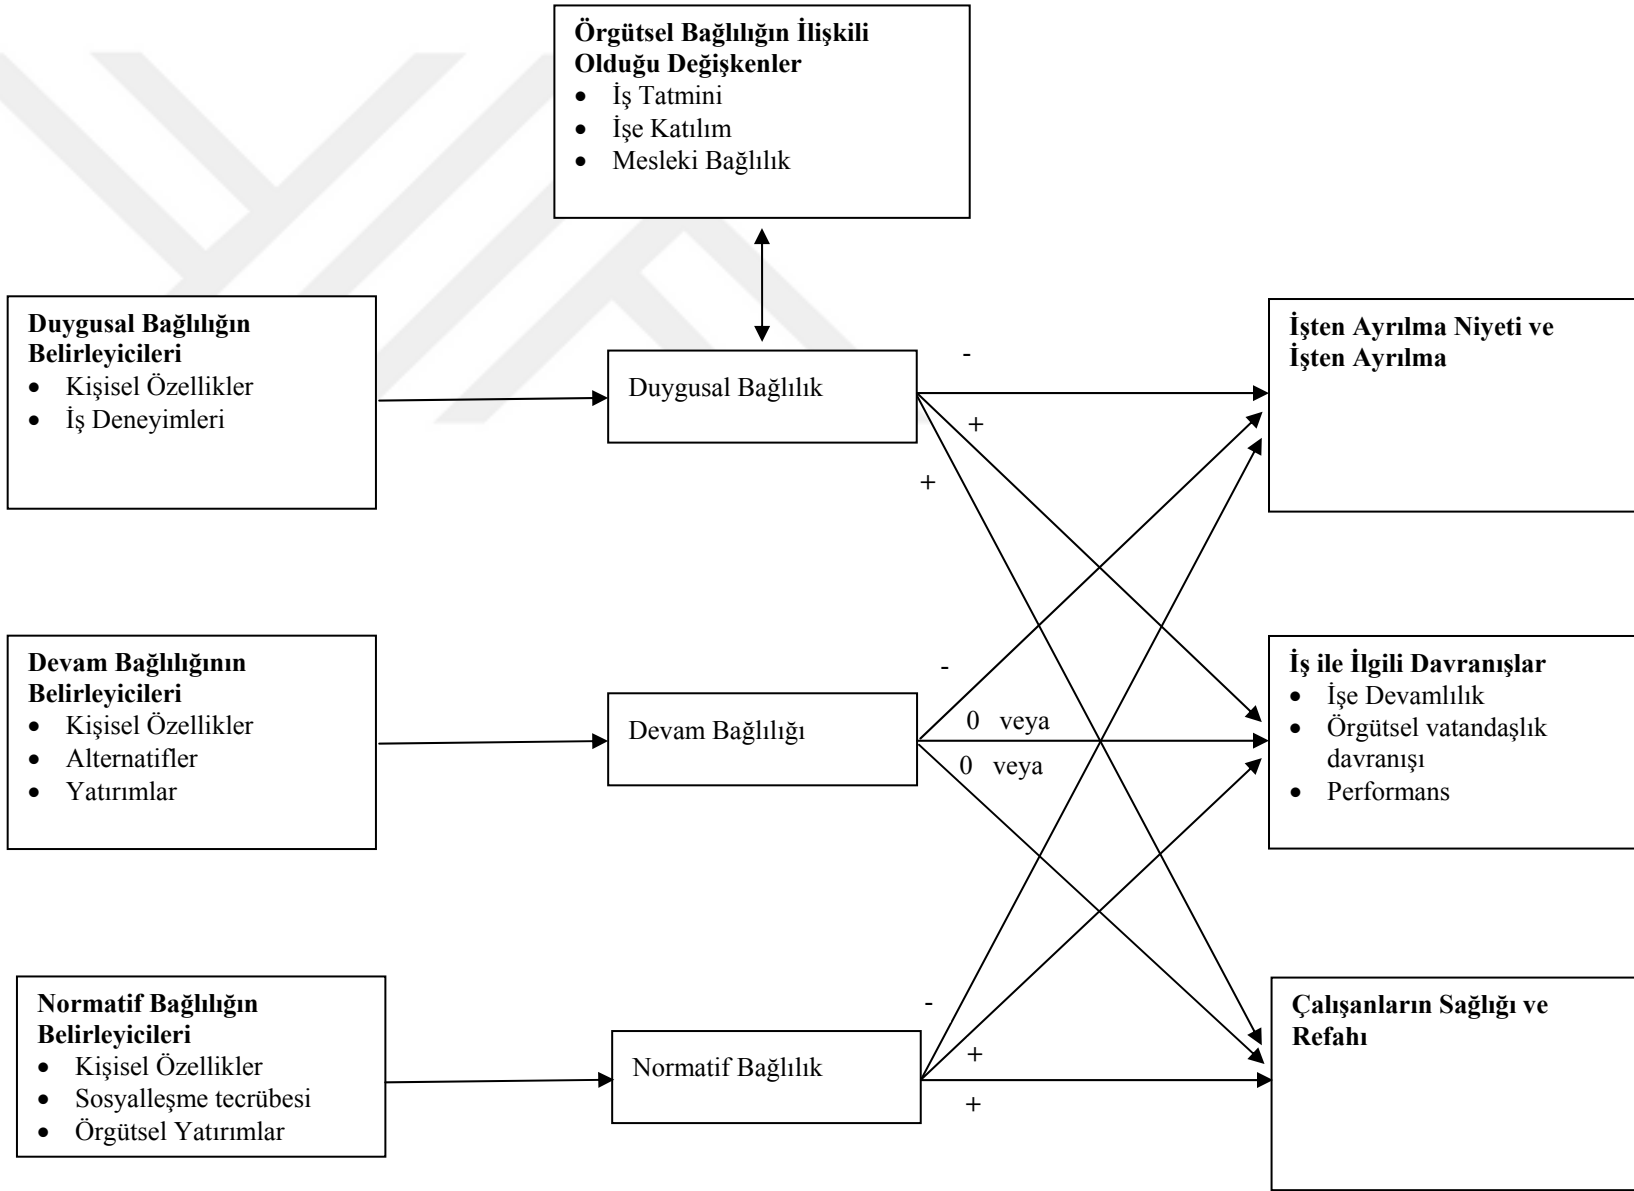 Örgütsel Bağlılığın İlişkili
Olduğu Değişkenler
• İş Tatmini
• İşe Katılım
• Mesleki Bağlılık
Duygusal Bağlılığın
Belirleyicileri
• Kişisel Özellikler
• İş Deneyimleri
Duygusal Bağlılık
-
+
+
İşten Ayrılma Niyeti ve
İşten Ayrılma
Devam Bağlılığının
Belirleyicileri
• Kişisel Özellikler
• Alternatifler
• Yatırımlar
Devam Bağlılığı
-
0 veya
0 veya
İş ile İlgili Davranışlar
• İşe Devamlılık
• Örgütsel vatandaşlık
davranışı
• Performans
Normatif Bağlılığın
Belirleyicileri
• Kişisel Özellikler
• Sosyalleşme tecrübesi
• Örgütsel Yatırımlar
Normatif Bağlılık
-
+
+
Çalışanların Sağlığı ve
Refahı